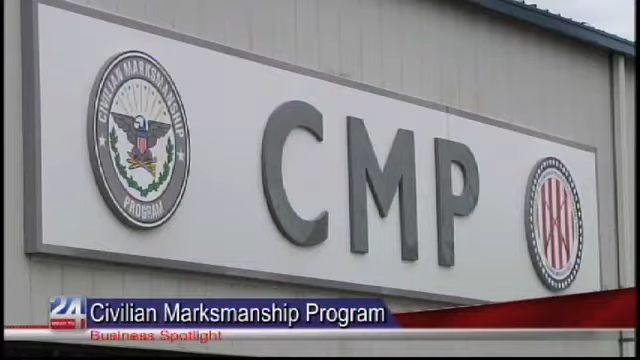 CIVILIAN MARKSMANSHIP
PROGRAM
CMP
24
Civilian Marksmanship Program
Business Spotlight